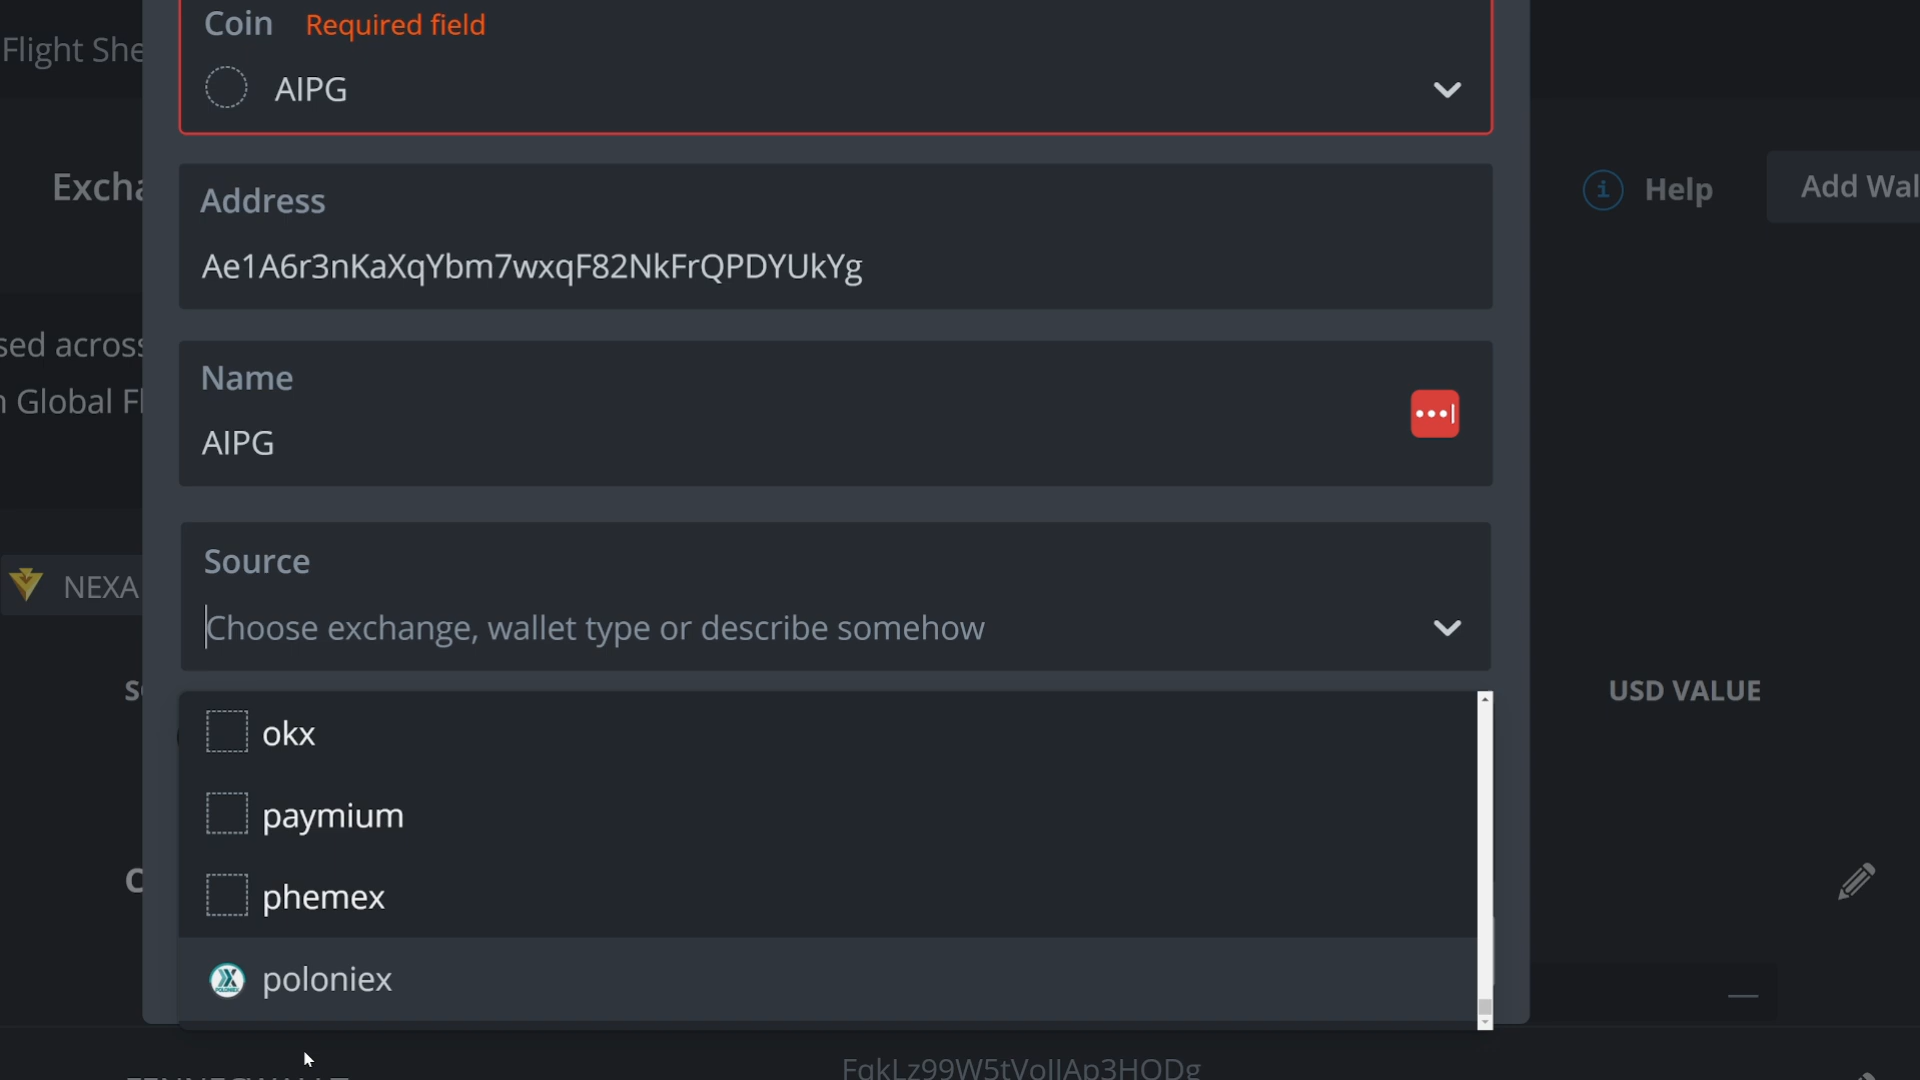 Coin Required field
Flight She
AIPG
Excha
Help
Add Wal
Address
Ae1A6r3nKaXqYbm7wxqF82NkFrQPDYUkYg
sed across
Name
n Global Fl
AIPG
Source
NEXA
Choose exchange, wallet type or describe somehow
USD VALUE
okx
paymium
phemex
poloniex